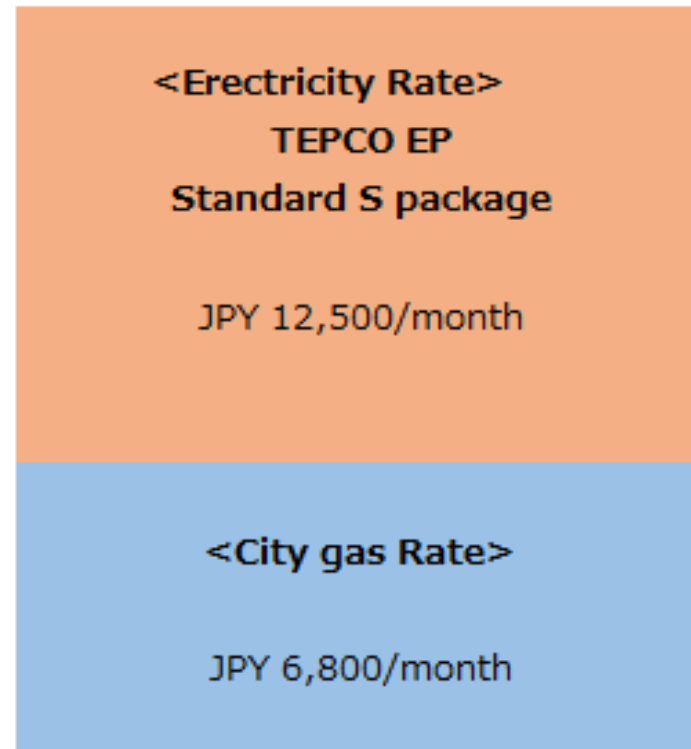 <Erectricity Rate>
TEPCO EP
Standard S package
JPY 12,500/month
<City gas Rate>
JPY 6,800/month